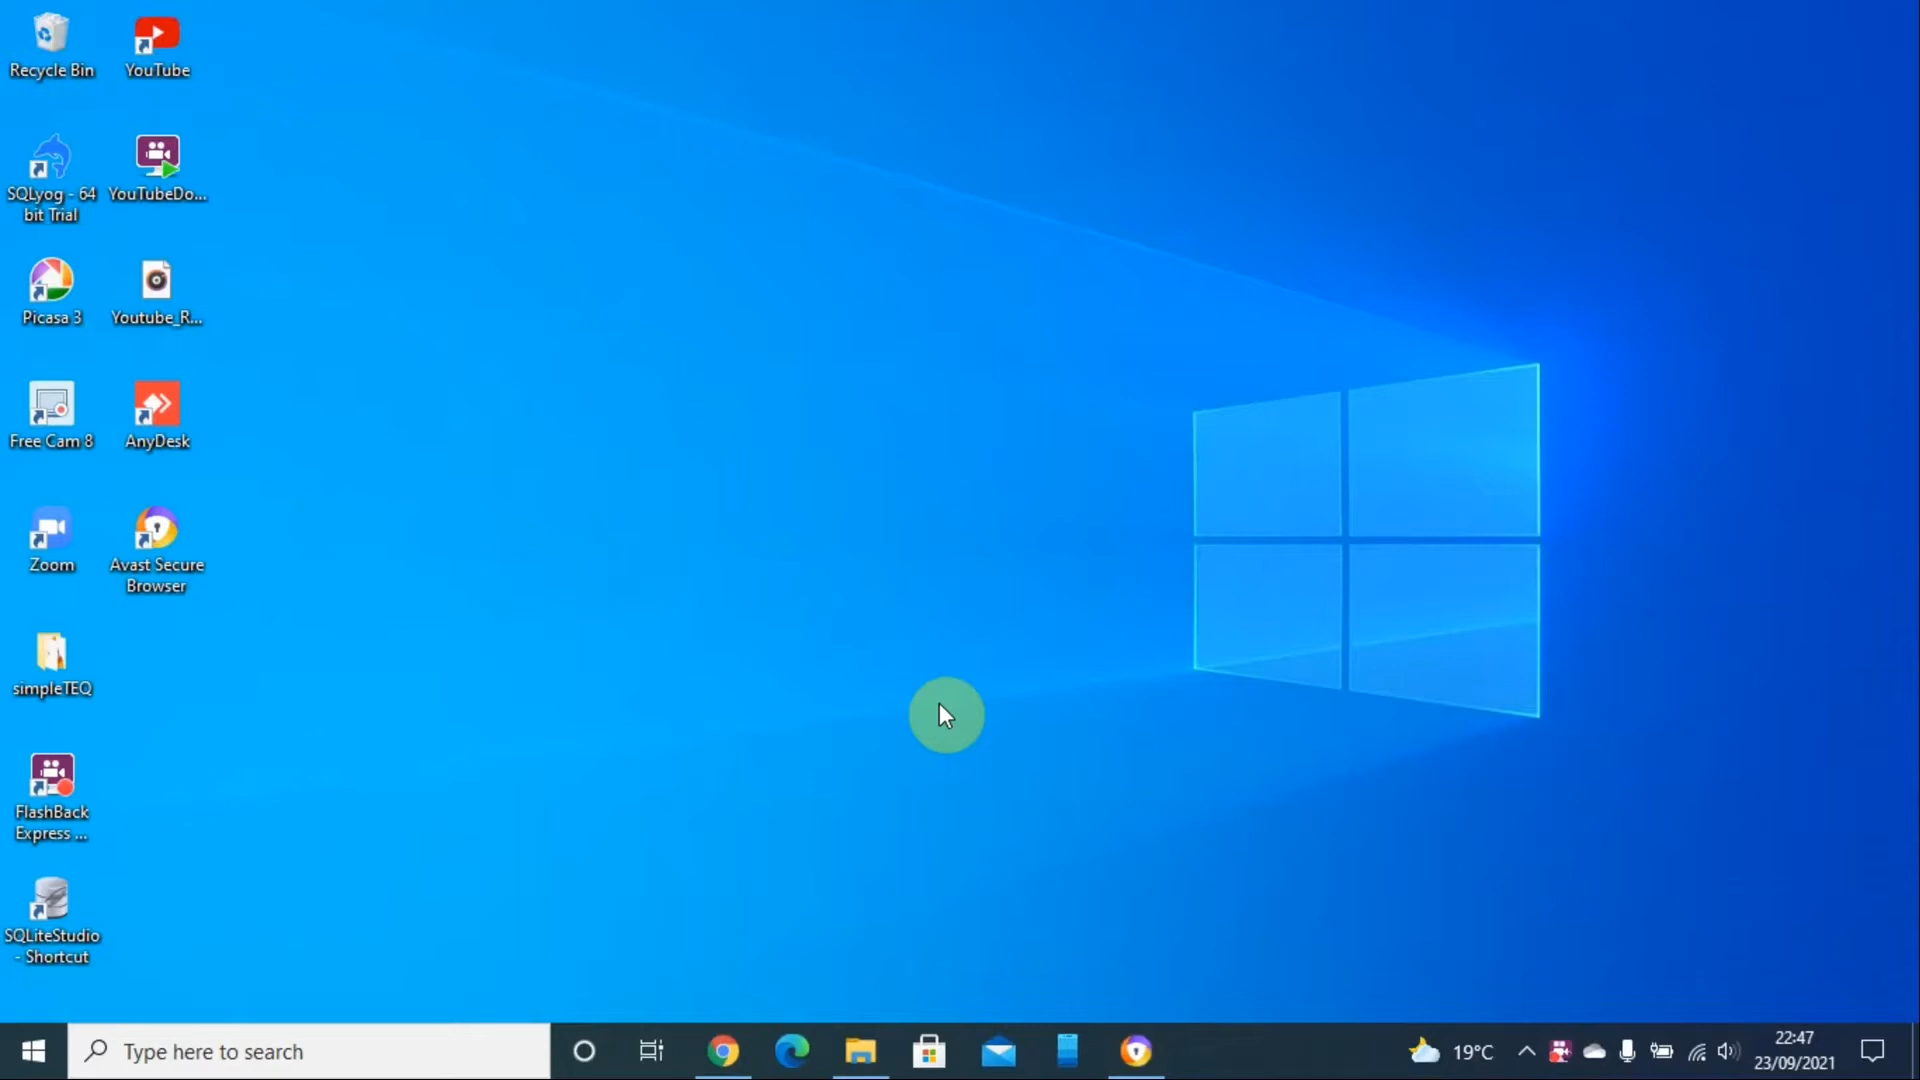 Recycle Bin
YouTube
SQLyog - 64
bit Trial
YouTubeDo...
Picasa 3
Youtube_R...
Free Cam 8
AnyDesk
Zoom
Avast Secure
Browser
simpleTEQ
FlashBack
Express ...
SQLiteStudio
- Shortcut
Type here to search
19°C
22:47
23/09/2021